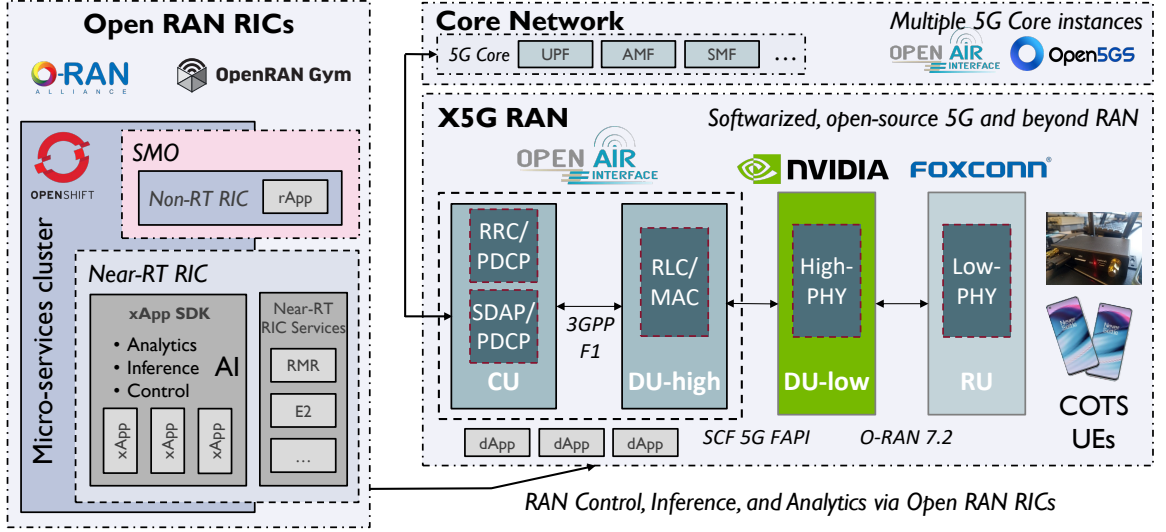 Open RAN RICs
O-RAN
ALLIANCE
OpenRAN Gym
OPENSHIFT
Micro-services cluster
SMO
Non-RT RIC
rApp
Near-RT RIC
xApp SDK
• Analytics
• Inference
• Control
AI
xApp
xApp
xApp
Near-RT
RIC Services
RMR
E2
...
Core Network
Multiple 5G Core instances
5G Core
UPF
AMF
SMF
...
OPEN AIR
INTERFACE
Open5GS
X5G RAN
Softwarized, open-source 5G and beyond RAN
OPEN AIR
INTERFACE
NVIDIA
FOXCONN®
RRC/
PDCP
SDAP/
PDCP
CU
3GPP
F1
RLC/
MAC
DU-high
High-
PHY
DU-low
Low-
PHY
RU
COTS
UEs
dApp
dApp
dApp
SCF 5G FAPI
O-RAN 7.2
RAN Control, Inference, and Analytics via Open RAN RICs